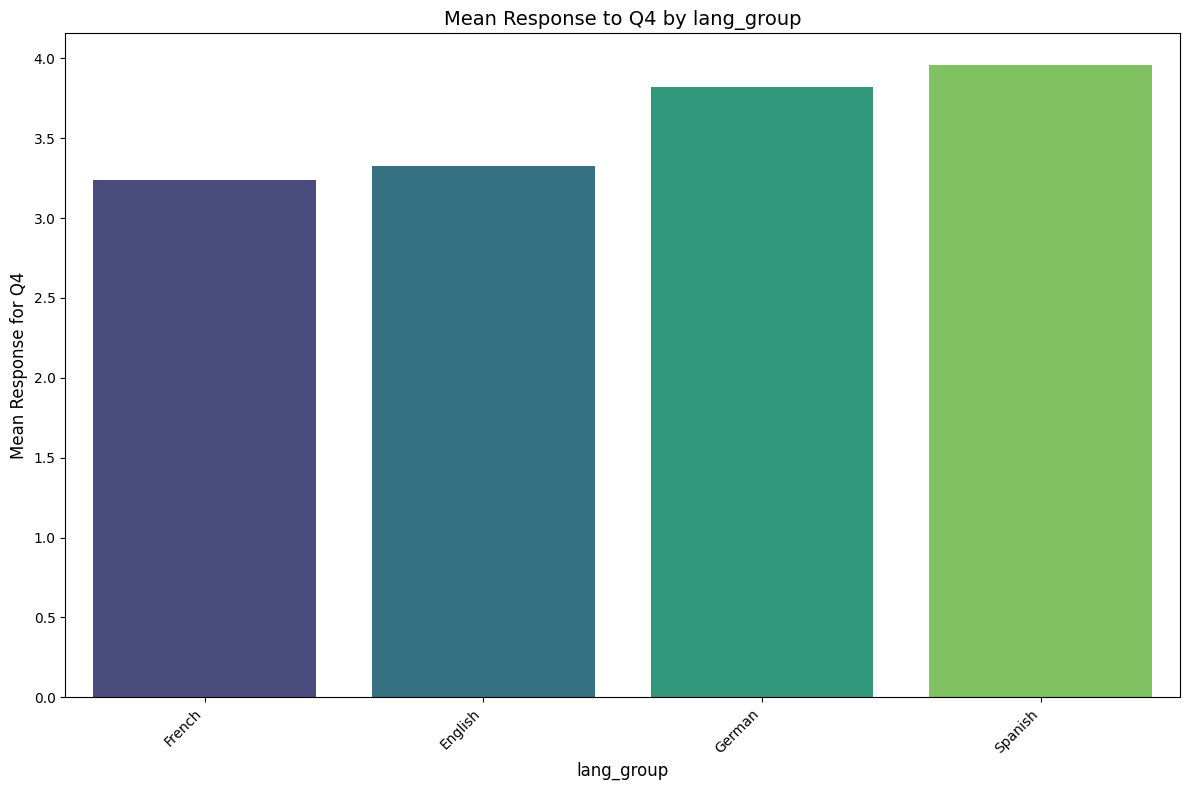 Mean Response to Q4 by lang_group
Mean Response for Q4
4.0
3.5
3.0
2.5
2.0
1.5
1.0
0.5
0.0
French
English
German
Spanish
lang_group